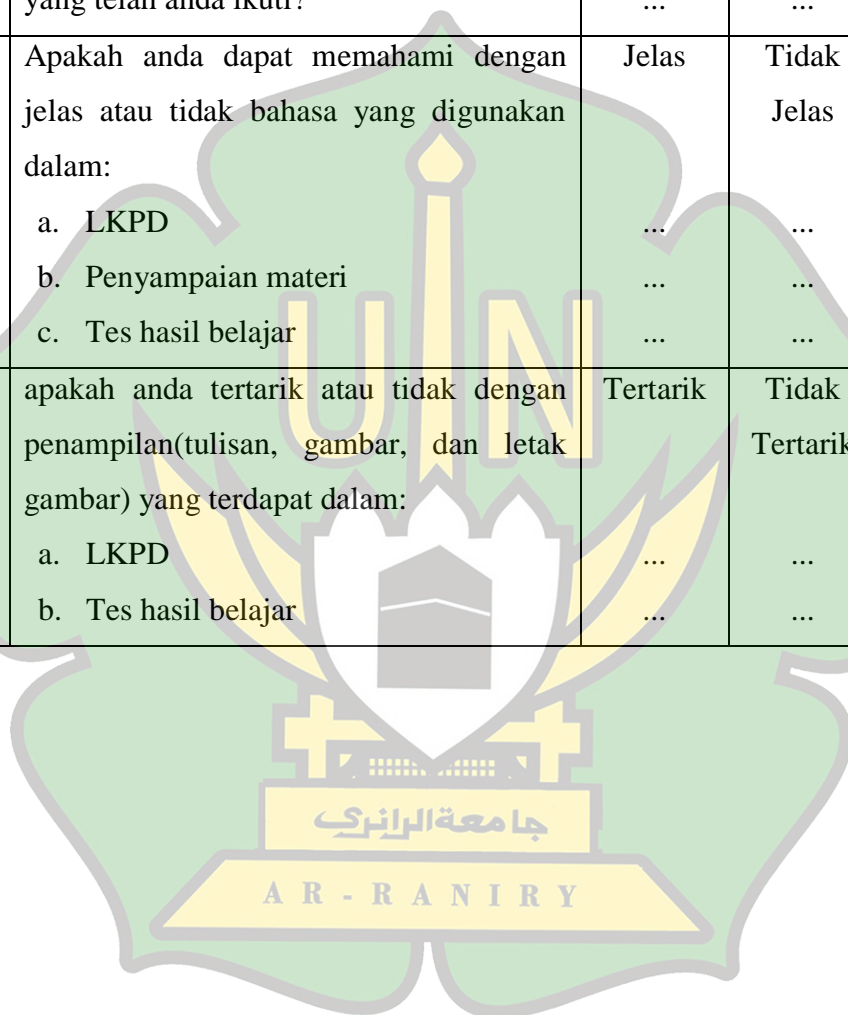 yang telah anda ikuti? ... ...
Apakah anda dapat memahami dengan Jelas Tidak
jelas atau tidak bahasa yang digunakan Jelas
dalam:
a. LKPD ... ...
b. Penyampaian materi ... ...
c. Tes hasil belajar ... ...
apakah anda tertarik atau tidak dengan Tertarik Tidak
penampilan(tulisan, gambar, dan letak Tertarik
gambar) yang terdapat dalam:
a. LKPD ... ...
b. Tes hasil belajar ... ...
UIN
جامعةالرانري
AR-RANIRY